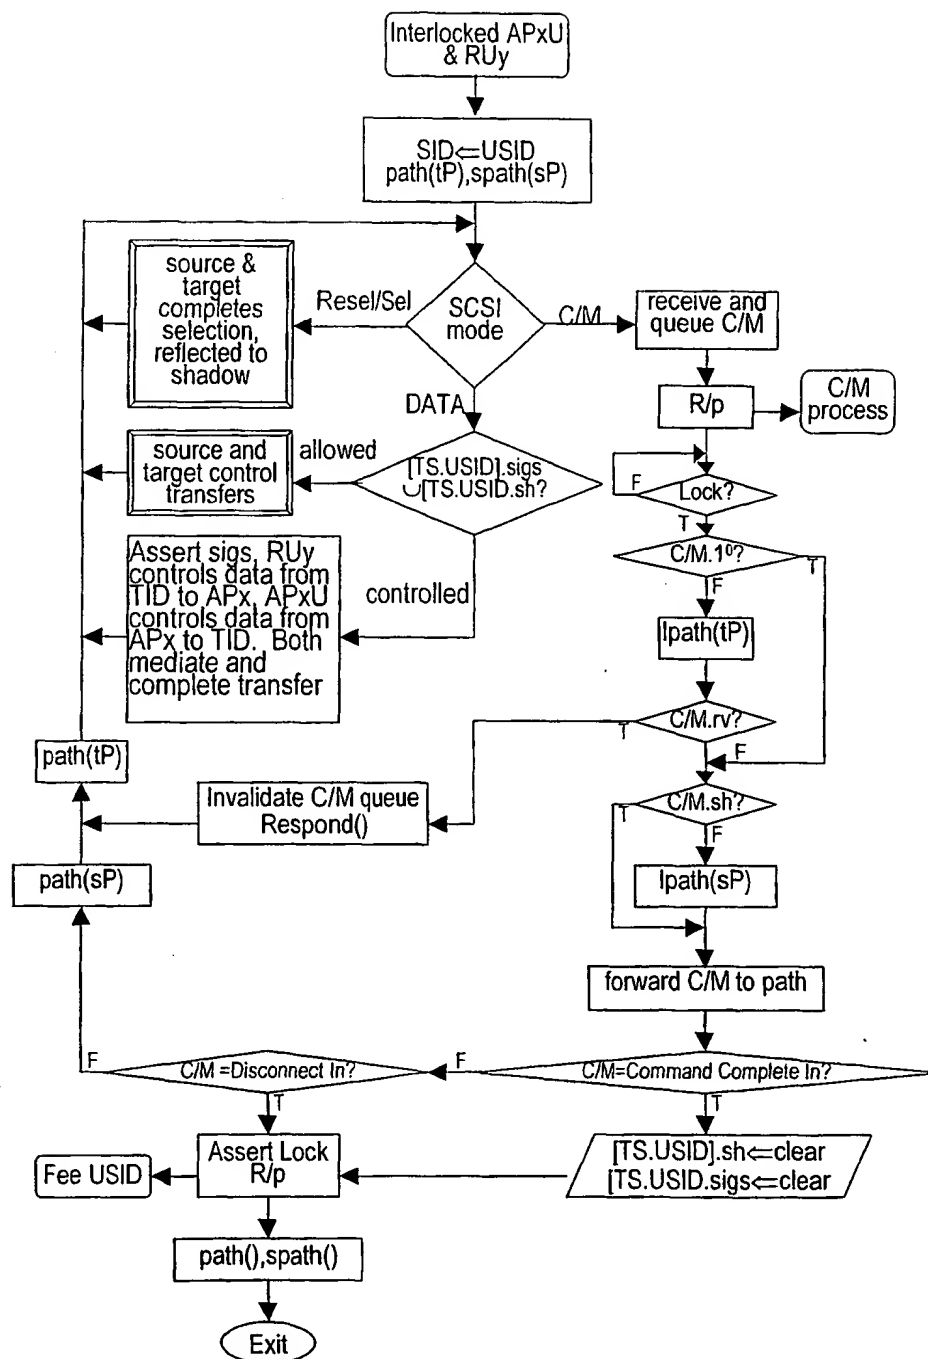 Interlocked APxU
& RUy
SID⇐USID
path(tP),spath(sP)
source &
target
completes
selection,
reflected to
shadow
Resel/Sel
SCSI
mode
C/M
receive and
queue C/M
R/p
C/M
process
DATA
source and
target control
transfers
allowed
[TS.USID].sigs
∪[TS.USID.sh?
F
Lock?
T
C/M.1⁰?
T
F
Assert sigs, RUy
controls data from
TID to APx, APxU
controls data from
APx to TID. Both
mediate and
complete transfer
controlled
lpath(tP)
C/M.rv?
T
F
path(tP)
Invalidate C/M queue
Respond()
C/M.sh?
T
F
path(sP)
lpath(sP)
forward C/M to path
F
C/M =Disconnect In?
F
C/M=Command Complete In?
T
T
Assert Lock
R/p
Fee USID
[TS.USID].sh⇐clear
[TS.USID.sigs⇐clear
path(),spath()
Exit